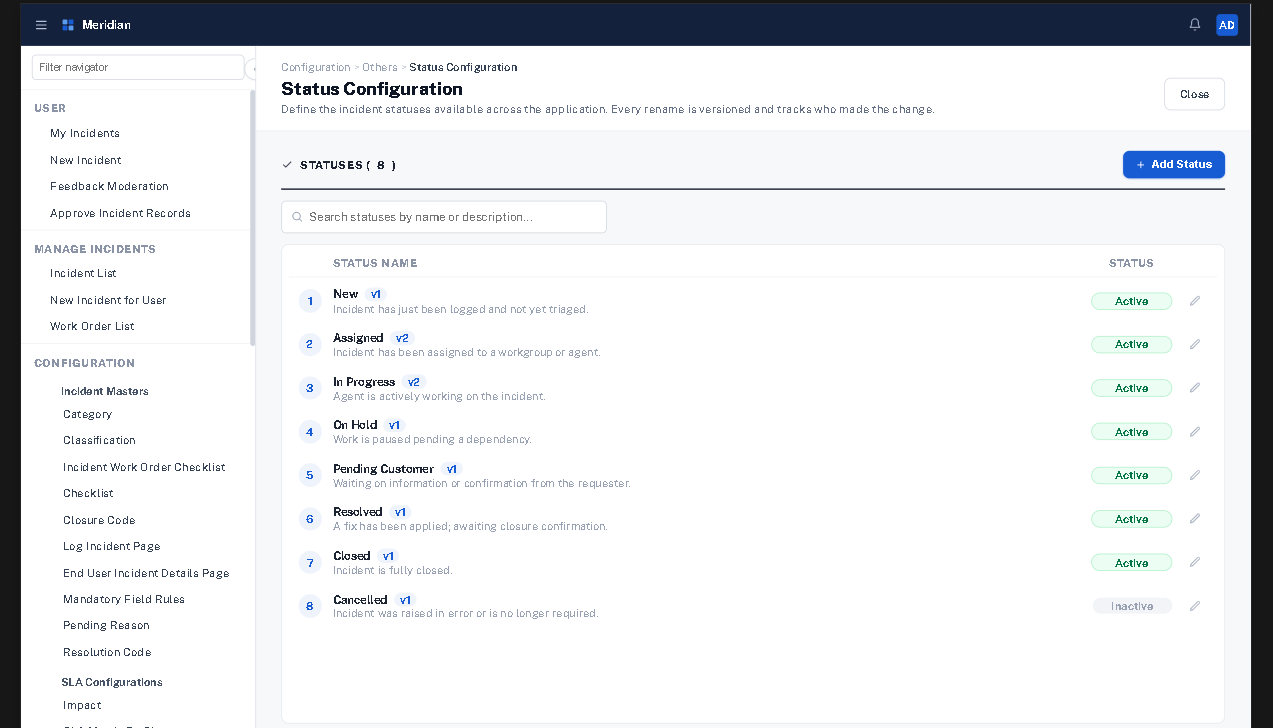 Meridian
AD
Filter navigator
USER
My Incidents
New Incident
Feedback Moderation
Approve Incident Records
MANAGE INCIDENTS
Incident List
New Incident for User
Work Order List
CONFIGURATION
Incident Masters
Category
Classification
Incident Work Order Checklist
Checklist
Closure Code
Log Incident Page
End User Incident Details Page
Mandatory Field Rules
Pending Reason
Resolution Code
SLA Configurations
Impact
Configuration > Others > Status Configuration
Status Configuration
Define the incident statuses available across the application. Every rename is versioned and tracks who made the change.
Close
STATUSES ( 8 )
+ Add Status
Search statuses by name or description...
STATUS NAME STATUS
1 New v1 Active
Incident has just been logged and not yet triaged.
2 Assigned v2 Active
Incident has been assigned to a workgroup or agent.
3 In Progress v2 Active
Agent is actively working on the incident.
4 On Hold v1 Active
Work is paused pending a dependency.
5 Pending Customer v1 Active
Waiting on information or confirmation from the requester.
6 Resolved v1 Active
A fix has been applied; awaiting closure confirmation.
7 Closed v1 Active
Incident is fully closed.
8 Cancelled v1 Inactive
Incident was raised in error or is no longer required.